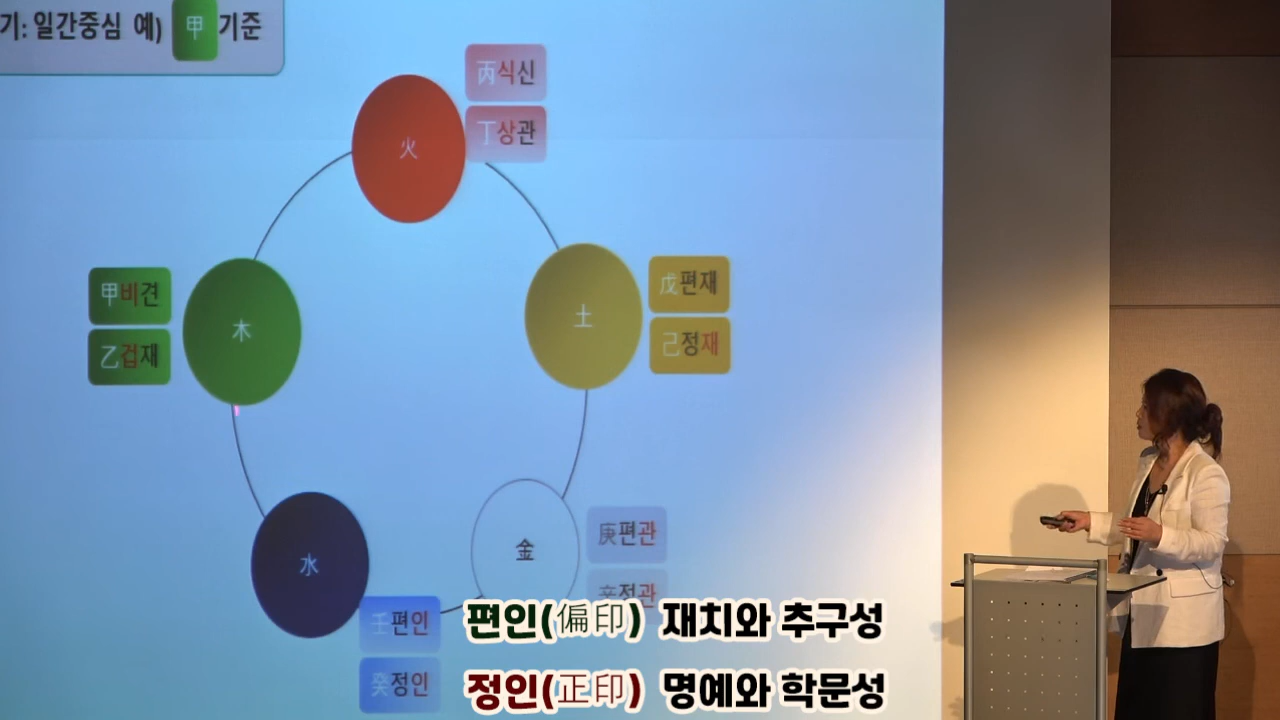 기: 일간중심 예) 甲 기준
火
丙식신
丁상관
木
甲비견
乙겁재
土
戊편재
己정재
金
庚편관
辛정관
水
壬편인
癸정인
편인(偏印) 재치와 추구성
정인(正印) 명예와 학문성